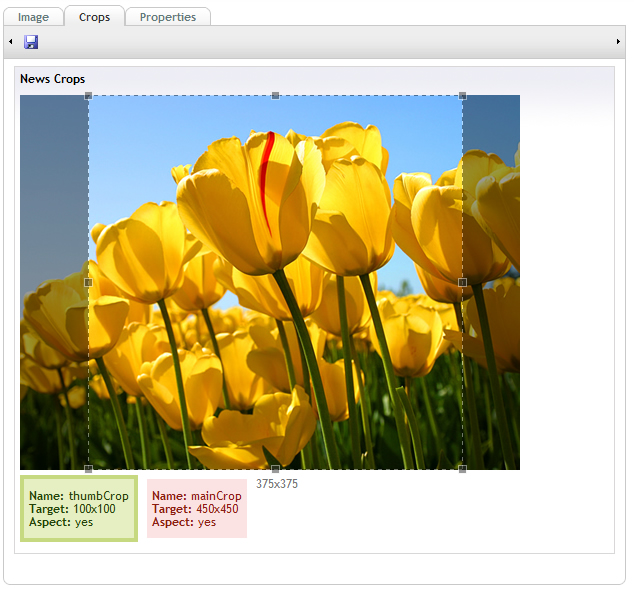 Image Crops Properties
News Crops
375x375
Name: thumbCrop
Target: 100x100
Aspect: yes
Name: mainCrop
Target: 450x450
Aspect: yes